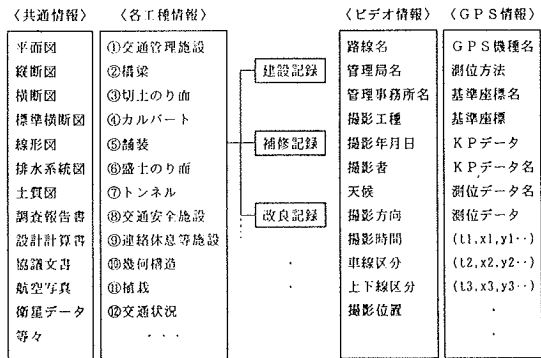 〈共通情報〉
平面図
縦断図
横断図
標準横断図
線形図
排水系統図
土質図
調査報告書
設計計算書
協議文書
航空写真
衛星データ
等々
〈各工種情報〉
①交通管理施設
②橋梁
③切土のり面
④カルバート
⑤舗装
⑥盛土のり面
⑦トンネル
⑧交通安全施設
⑨連絡休息等施設
⑩幾何構造
⑪植栽
⑫交通状況
・・・
建設記録
補修記録
改良記録
〈ビデオ情報〉
路線名
管理局名
管理事務所名
撮影工種
撮影年月日
撮影者
天候
撮影方向
撮影時間
車線区分
上下線区分
撮影位置
〈GPS情報〉
GPS機種名
測位方法
基準座標名
基準座標
KPデータ
KPデータ名
測位データ名
測位データ
(t1,x1,y1‥)
(t2,x2,y2‥)
(t3,x3,y3‥)